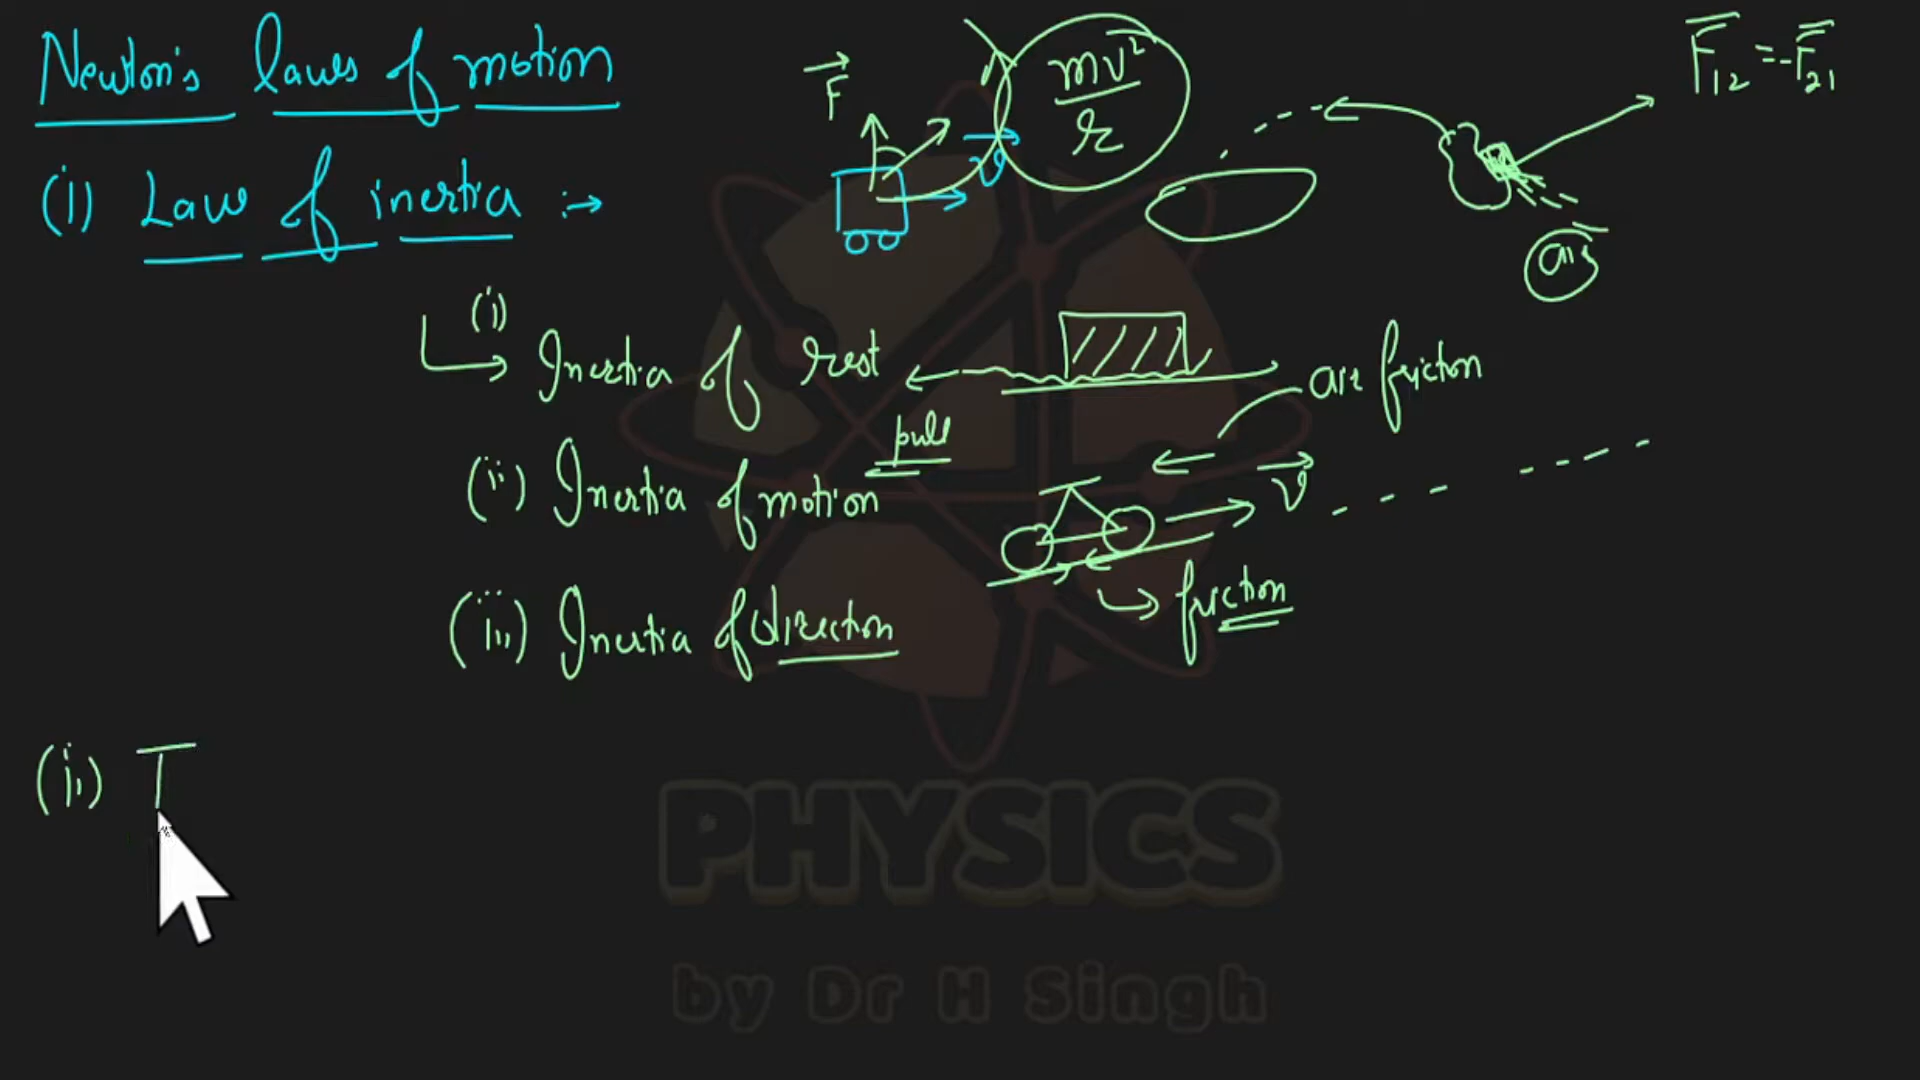 Newton's laws of motion
F
mv²
r
v
F₁₂ = -F₂₁
(i) Law of inertia :→
air
(i)
Inertia of rest
air friction
pull
(ii) Inertia of motion
v
friction
(iii) Inertia of direction
(ii) T
PHYSICS
by Dr H Singh